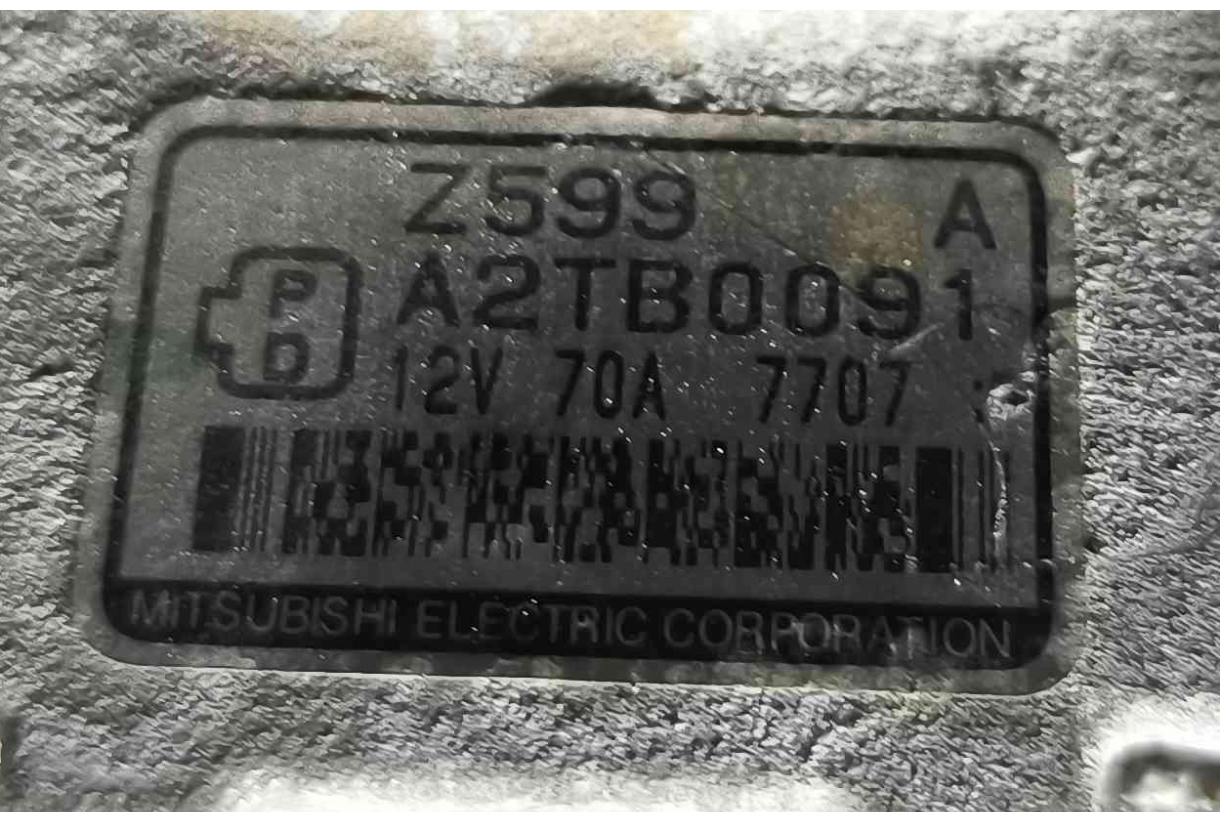 Z599 A
P
D
A2TB0091
12V 70A 7707
MITSUBISHI ELECTRIC CORPORATION